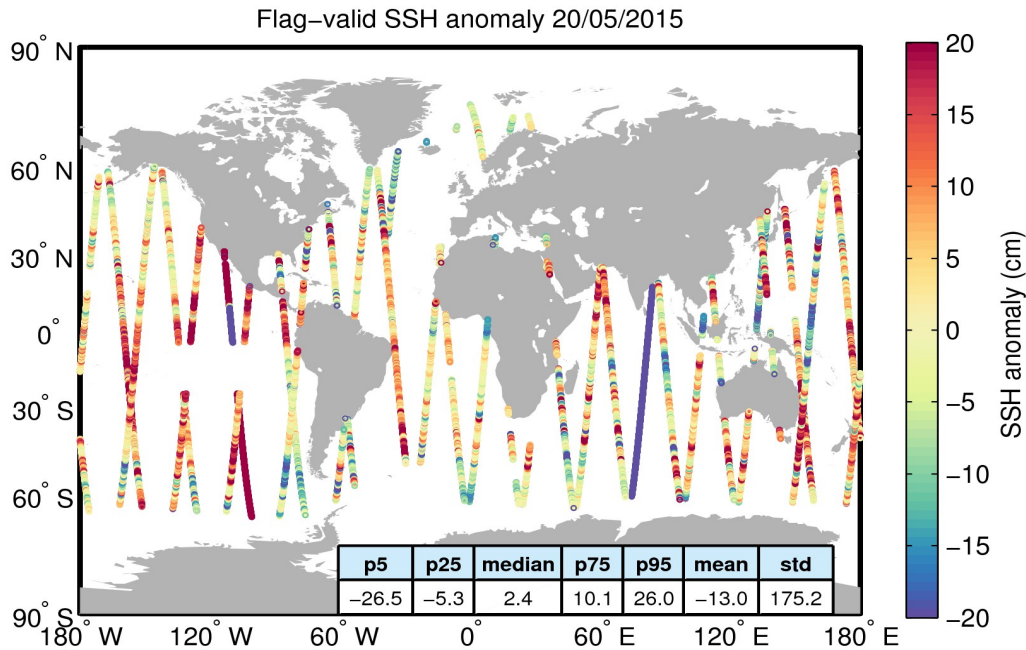 Flag−valid SSH anomaly 20/05/2015
90° N
60° N
30° N
0°
30° S
60° S
90° S
180° W
120° W
60° W
0°
60° E
120° E
180° E
p5 p25 median p75 p95 mean std
−26.5 −5.3 2.4 10.1 26.0 −13.0 175.2
20
15
10
5
0
−5
−10
−15
−20
SSH anomaly (cm)